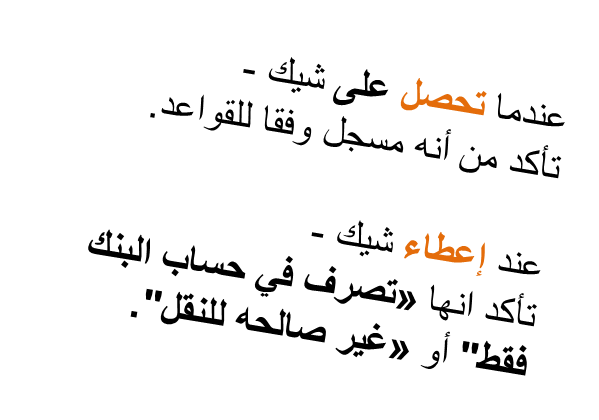 عندما تحصل على شيك -
تأكد من أنه مسجل وفقا للقواعد.
عند إعطاء شيك -
تأكد انها «تصرف في حساب البنك
فقط" أو «غير صالحه للنقل".